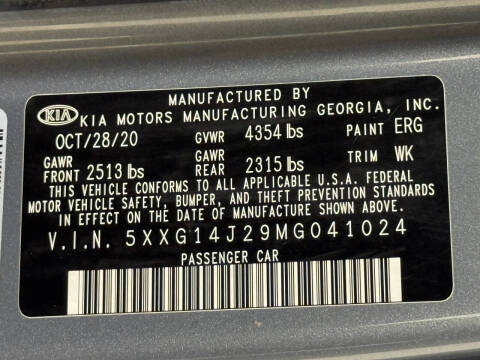 MANUFACTURED BY
KIA KIA MOTORS MANUFACTURING GEORGIA, INC.
OCT/28/20 GVWR 4354 lbs PAINT ERG
GAWR FRONT 2513 lbs GAWR REAR 2315 lbs TRIM WK
THIS VEHICLE CONFORMS TO ALL APPLICABLE U.S.A. FEDERAL
MOTOR VEHICLE SAFETY, BUMPER, AND THEFT PREVENTION STANDARDS
IN EFFECT ON THE DATE OF MANUFACTURE SHOWN ABOVE.
V.I.N. 5XXG14J29MG041024
PASSENGER CAR